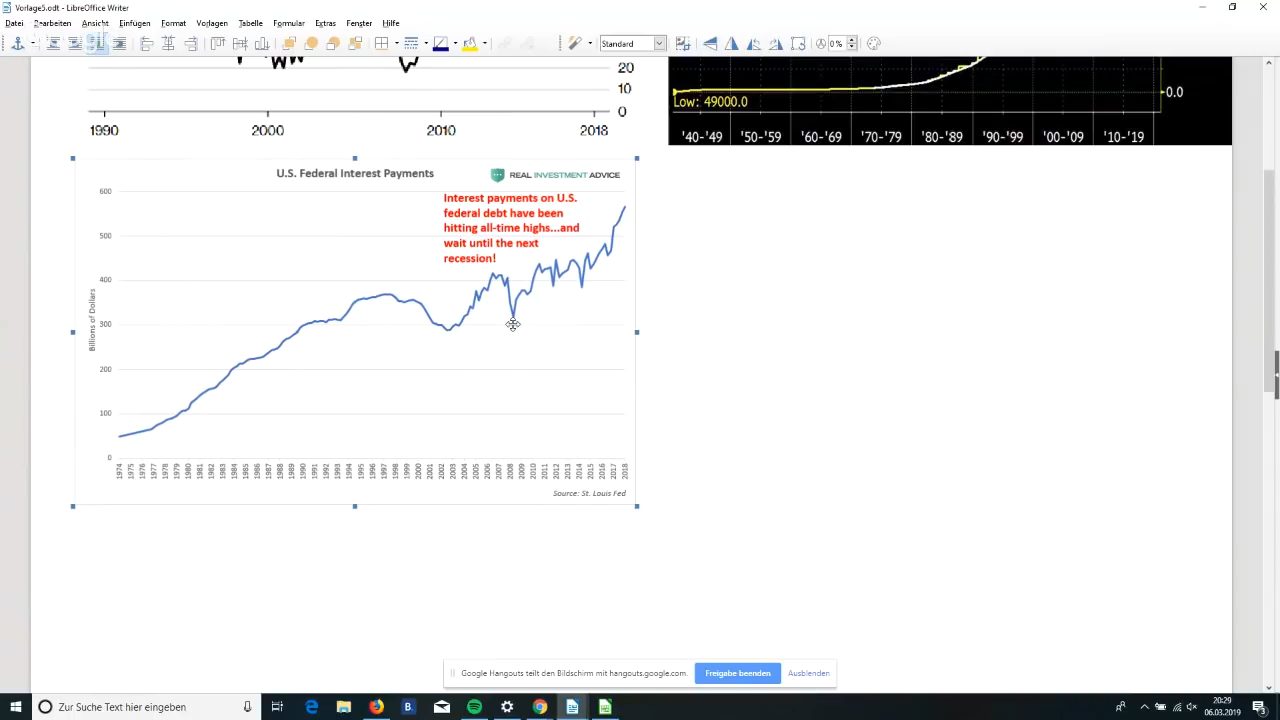 Vorlage5.odt - LibreOffice Writer
Datei Bearbeiten Ansicht Einfügen Format Vorlagen Tabelle Formular Extras Fenster Hilfe
Standard
0%
20
10
0
1990 2000 2010 2018
Low: 49000.0
0.0
'40-'49 '50-'59 '60-'69 '70-'79 '80-'89 '90-'99 '00-'09 '10-'19
U.S. Federal Interest Payments
REAL INVESTMENT ADVICE
Interest payments on U.S.
federal debt have been
hitting all-time highs...and
wait until the next
recession!
Billions of Dollars
600
500
400
300
200
100
0
1974 1975 1976 1977 1978 1979 1980 1981 1982 1983 1984 1985 1986 1987 1988 1989 1990 1991 1992 1993 1994 1995 1996 1997 1998 1999 2000 2001 2002 2003 2004 2005 2006 2007 2008 2009 2010 2011 2012 2013 2014 2015 2016 2017 2018
Source: St. Louis Fed
Google Hangouts teilt den Bildschirm mit hangouts.google.com.
Freigabe beenden
Ausblenden
Zur Suche Text hier eingeben
B.
20:29
06.03.2019